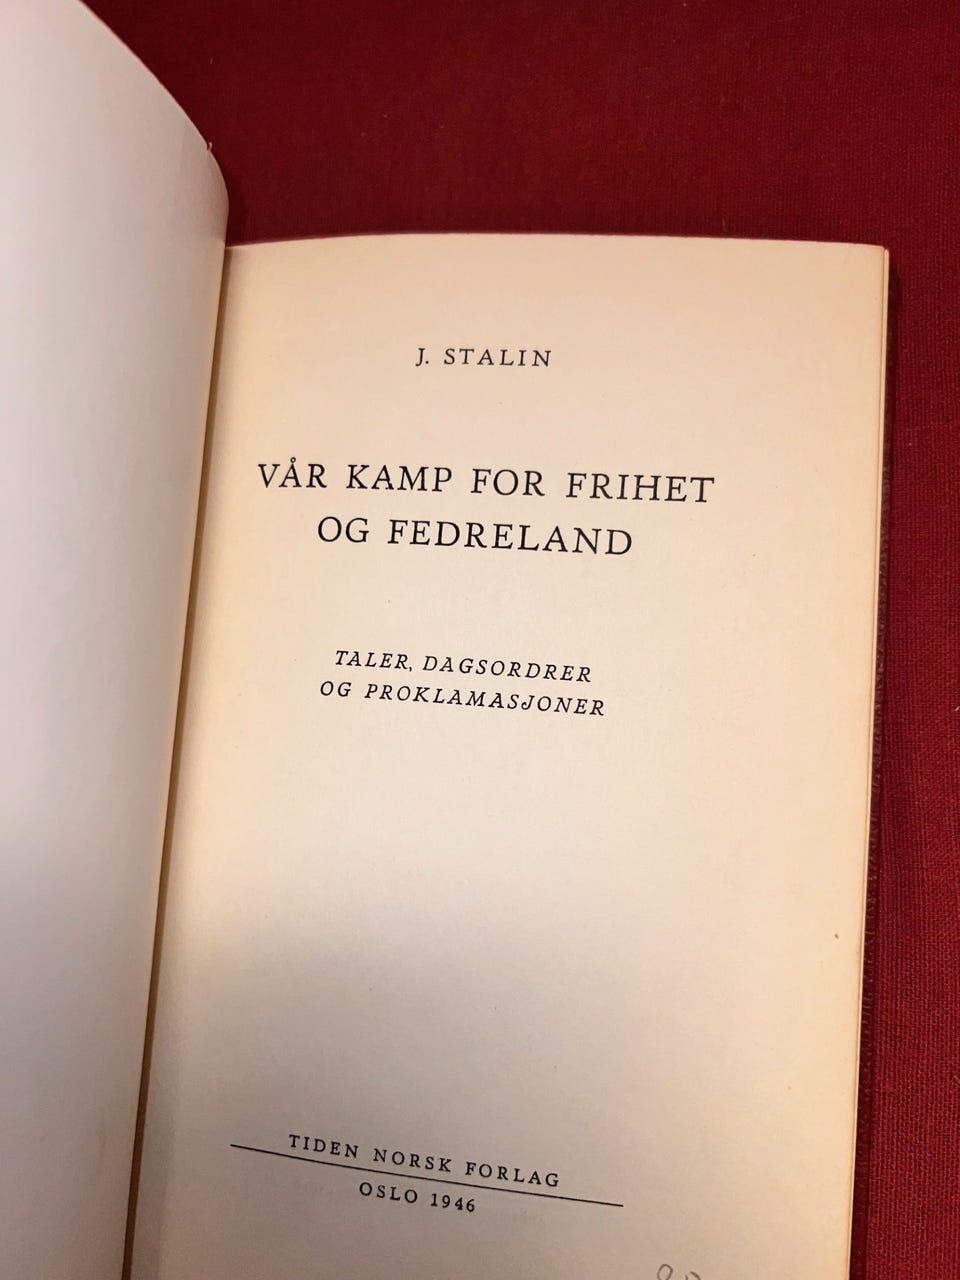 J. STALIN
VÅR KAMP FOR FRIHET
OG FEDRELAND
TALER, DAGSORDRER
OG PROKLAMASJONER
TIDEN NORSK FORLAG
OSLO 1946